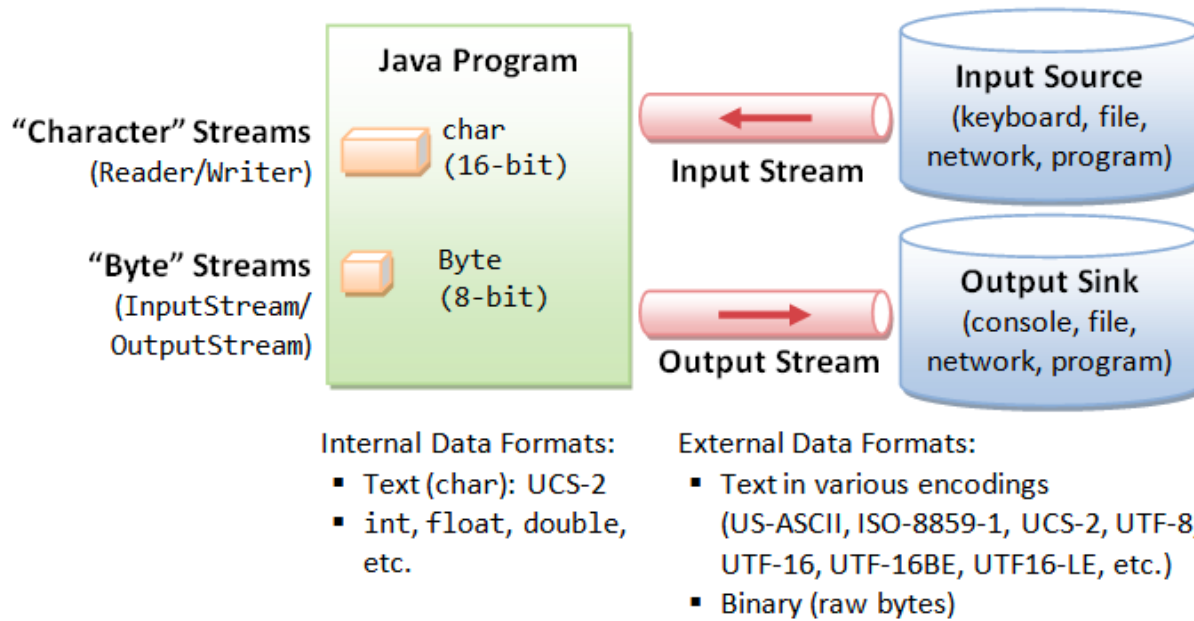 “Character” Streams
(Reader/Writer)
“Byte” Streams
(InputStream/
OutputStream)
Java Program
char
(16-bit)
Byte
(8-bit)
Input Stream
Output Stream
Input Source
(keyboard, file,
network, program)
Output Sink
(console, file,
network, program)
Internal Data Formats:
▪ Text (char): UCS-2
▪ int, float, double,
etc.
External Data Formats:
▪ Text in various encodings
(US-ASCII, ISO-8859-1, UCS-2, UTF-8,
UTF-16, UTF-16BE, UTF16-LE, etc.)
▪ Binary (raw bytes)